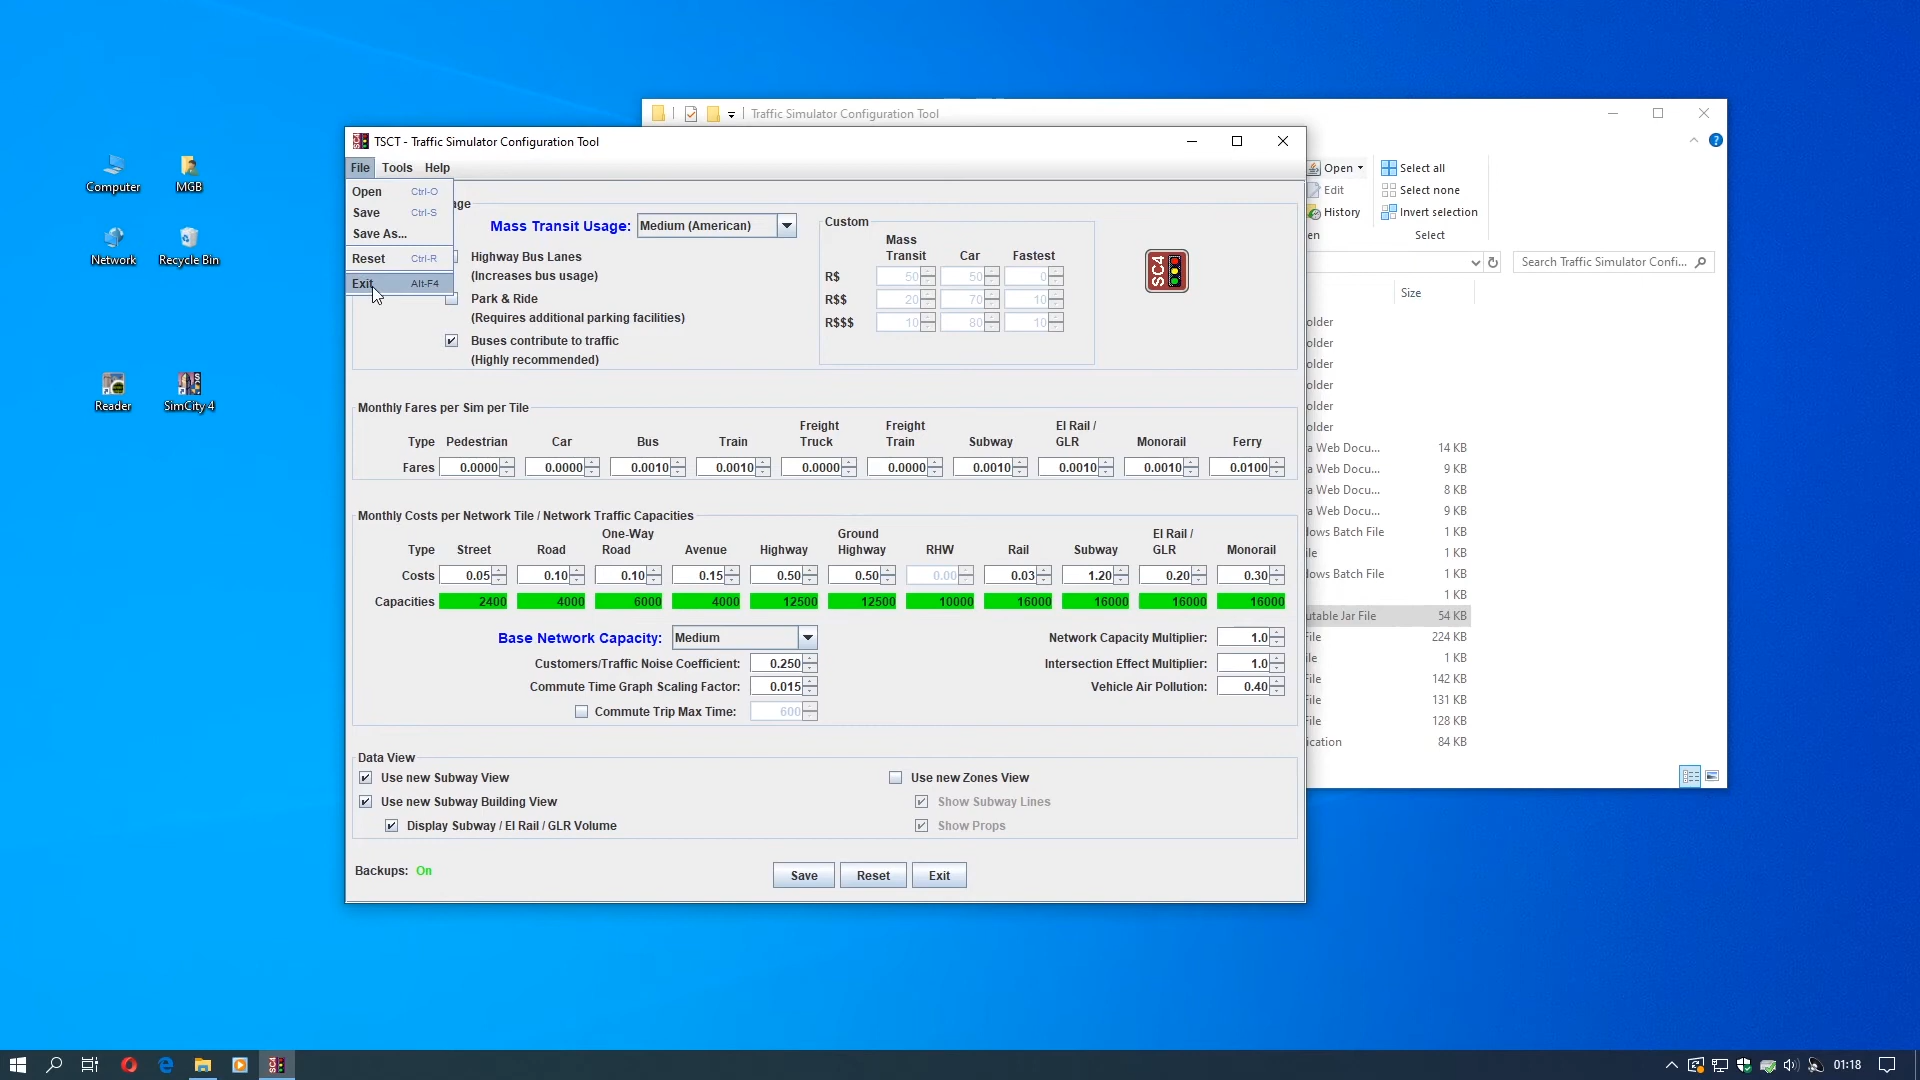 Traffic Simulator Configuration Tool
TSCT - Traffic Simulator Configuration Tool
File Tools Help
Open Ctrl-O
Save Ctrl-S
Save As...
Reset Ctrl-R
Exit Alt-F4
Mass Transit Usage: Medium (American)
Highway Bus Lanes
(Increases bus usage)
Park & Ride
(Requires additional parking facilities)
Buses contribute to traffic
(Highly recommended)
Custom
Mass Transit Car Fastest
R$ 50 50 0
R$$ 20 70 10
R$$$ 10 80 10
SC4
Monthly Fares per Sim per Tile
Type Pedestrian Car Bus Train Freight Truck Freight Train Subway El Rail / GLR Monorail Ferry
Fares 0.0000 0.0000 0.0010 0.0010 0.0000 0.0000 0.0010 0.0010 0.0010 0.0100
Monthly Costs per Network Tile / Network Traffic Capacities
Type Street Road One-Way Road Avenue Highway Ground Highway RHW Rail Subway El Rail / GLR Monorail
Costs 0.05 0.10 0.10 0.15 0.50 0.50 0.00 0.03 1.20 0.20 0.30
Capacities 2400 4000 6000 4000 12500 12500 10000 16000 16000 16000 16000
Base Network Capacity: Medium
Network Capacity Multiplier: 1.0
Customers/Traffic Noise Coefficient: 0.250
Intersection Effect Multiplier: 1.0
Commute Time Graph Scaling Factor: 0.015
Vehicle Air Pollution: 0.40
Commute Trip Max Time: 600
Data View
Use new Subway View
Use new Zones View
Use new Subway Building View
Show Subway Lines
Display Subway / El Rail / GLR Volume
Show Props
Backups: On
Save Reset Exit
Open
Edit
History
Select all
Select none
Invert selection
Select
Search Traffic Simulator Confi...
Size
14 KB
9 KB
8 KB
9 KB
1 KB
1 KB
1 KB
1 KB
54 KB
224 KB
1 KB
142 KB
131 KB
128 KB
84 KB
Computer
MGB
Network
Recycle Bin
Reader
SimCity 4
01:18